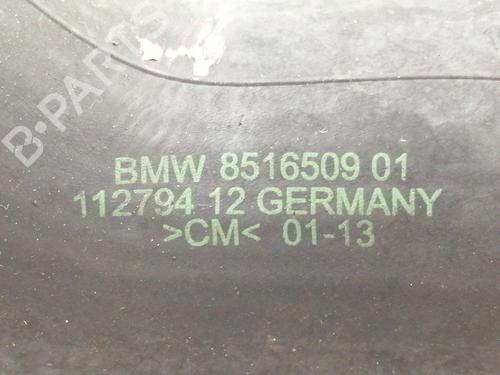 B-PARTS
BMW 8516509 01
112794 12 GERMANY
>CM< 01-13